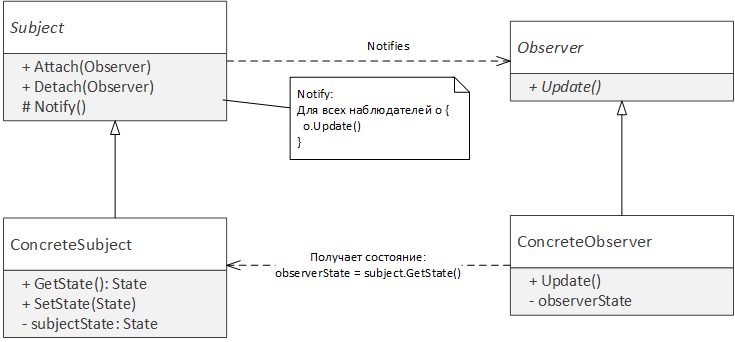 Subject
+ Attach(Observer)
+ Detach(Observer)
# Notify()
Notifies
Observer
+ Update()
Notify:
Для всех наблюдателей o {
o.Update()
}
ConcreteSubject
+ GetState(): State
+ SetState(State)
- subjectState: State
Получает состояние:
observerState = subject.GetState()
ConcreteObserver
+ Update()
- observerState